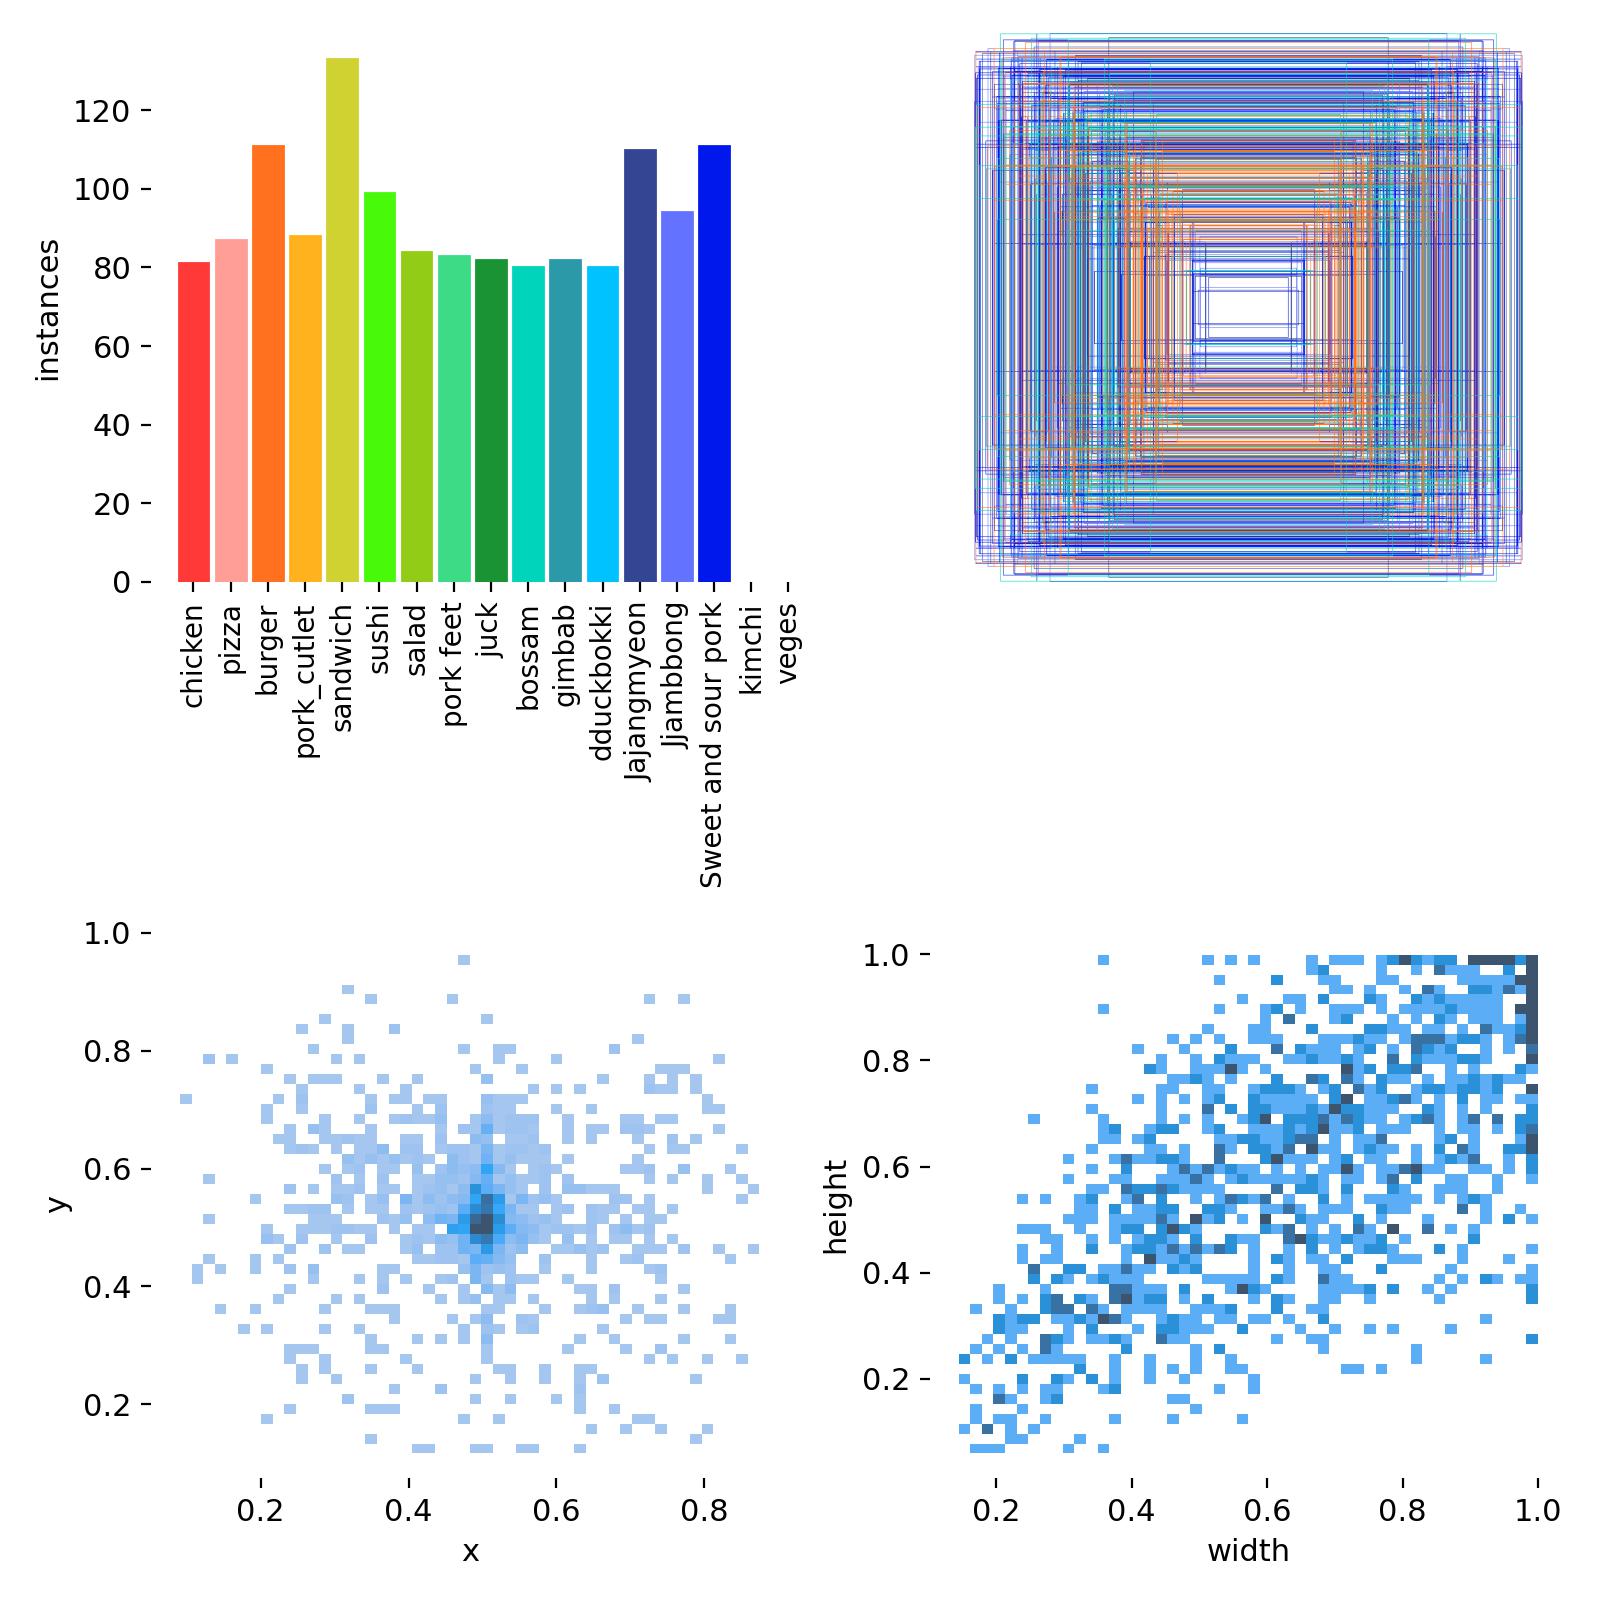 120
100
80
60
40
20
0
instances
chicken
pizza
burger
pork_cutlet
sandwich
sushi
salad
pork feet
juck
bossam
gimbab
dduckbokki
Jajangmyeon
Jjambbong
Sweet and sour pork
kimchi
veges
1.0
0.8
0.6
0.4
0.2
y
0.2
0.4
0.6
0.8
x
1.0
0.8
0.6
0.4
0.2
height
0.2
0.4
0.6
0.8
1.0
width